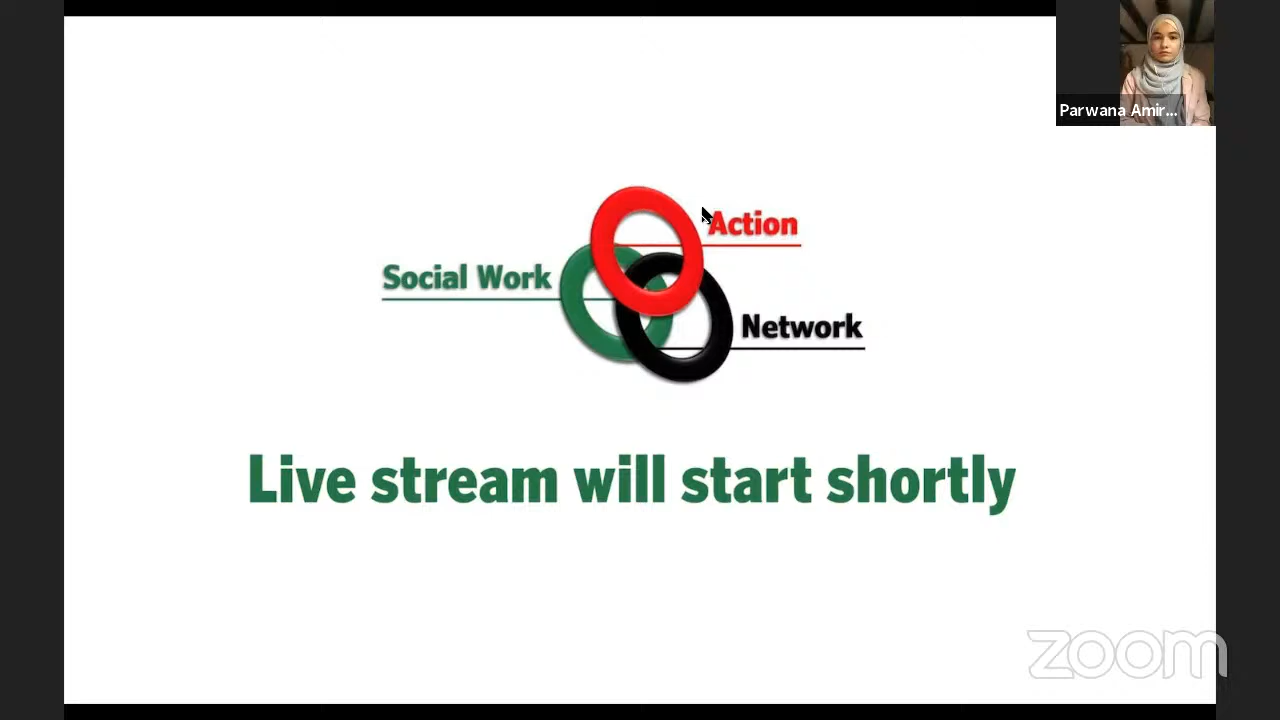 Parwana Amir...
Action
Social Work
Network
Live stream will start shortly
zoom